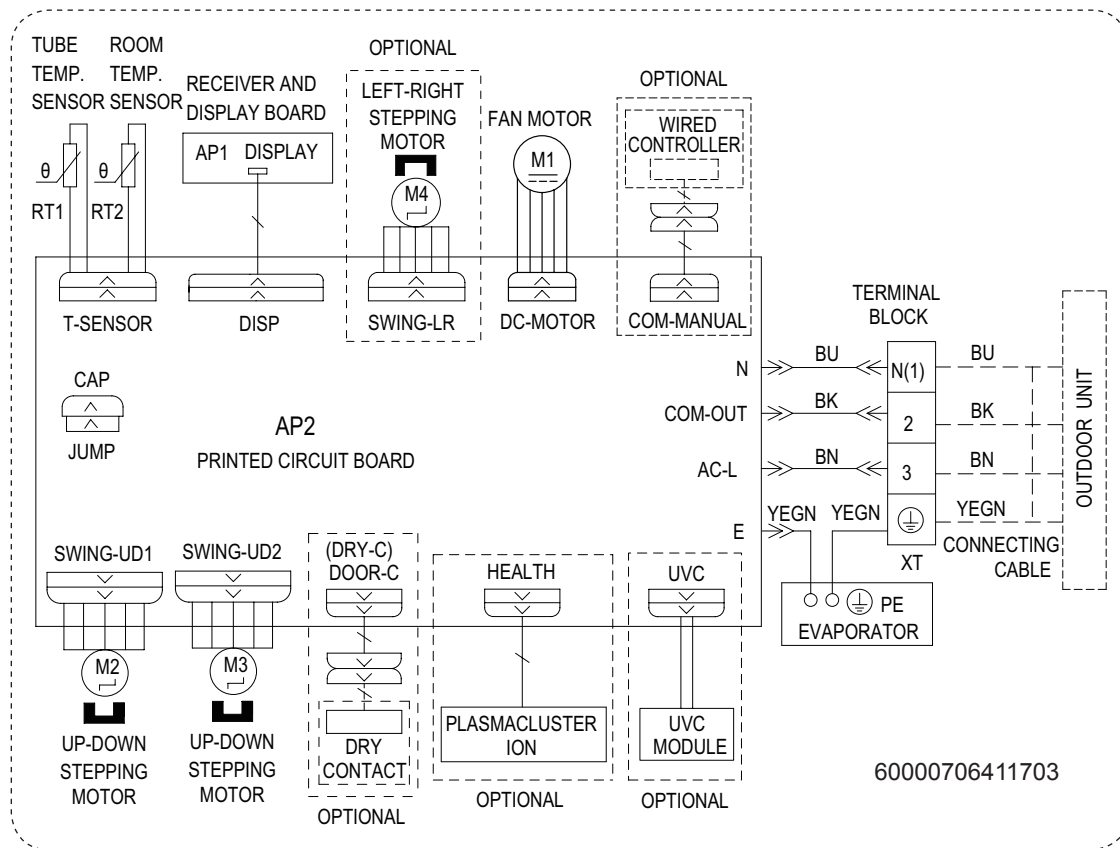 TUBE
TEMP.
SENSOR
ROOM
TEMP.
SENSOR
θ
RT1
θ
RT2
RECEIVER AND
DISPLAY BOARD
AP1 DISPLAY
OPTIONAL
LEFT-RIGHT
STEPPING
MOTOR
M4
FAN MOTOR
M1
OPTIONAL
WIRED
CONTROLLER
T-SENSOR
DISP
SWING-LR
DC-MOTOR
COM-MANUAL
CAP
JUMP
AP2
PRINTED CIRCUIT BOARD
TERMINAL
BLOCK
N
BU
N(1)
BU
COM-OUT
BK
2
BK
AC-L
BN
3
BN
E
YEGN
YEGN
YEGN
XT
CONNECTING
CABLE
OUTDOOR UNIT
PE
EVAPORATOR
SWING-UD1
M2
UP-DOWN
STEPPING
MOTOR
SWING-UD2
M3
UP-DOWN
STEPPING
MOTOR
(DRY-C)
DOOR-C
DRY
CONTACT
OPTIONAL
HEALTH
PLASMACLUSTER
ION
OPTIONAL
UVC
UVC
MODULE
OPTIONAL
60000706411703